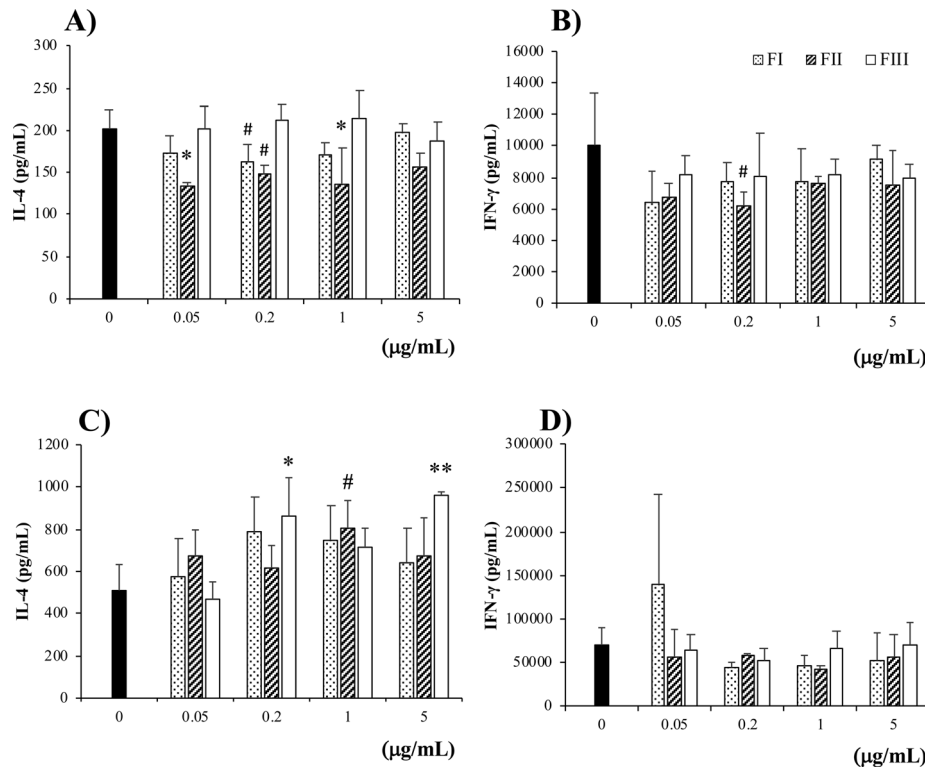 A)
300
250
200
150
100
50
0
IL-4 (pg/mL)
*
#
#
*
0 0.05 0.2 1 5
(µg/mL)
B)
16000
14000
12000
10000
8000
6000
4000
2000
0
IFN-γ (pg/mL)
FI FII FIII
#
0 0.05 0.2 1 5
(µg/mL)
C)
1200
1000
800
600
400
200
0
IL-4 (pg/mL)
*
#
**
0 0.05 0.2 1 5
(µg/mL)
D)
300000
250000
200000
150000
100000
50000
0
IFN-γ (pg/mL)
0 0.05 0.2 1 5
(µg/mL)